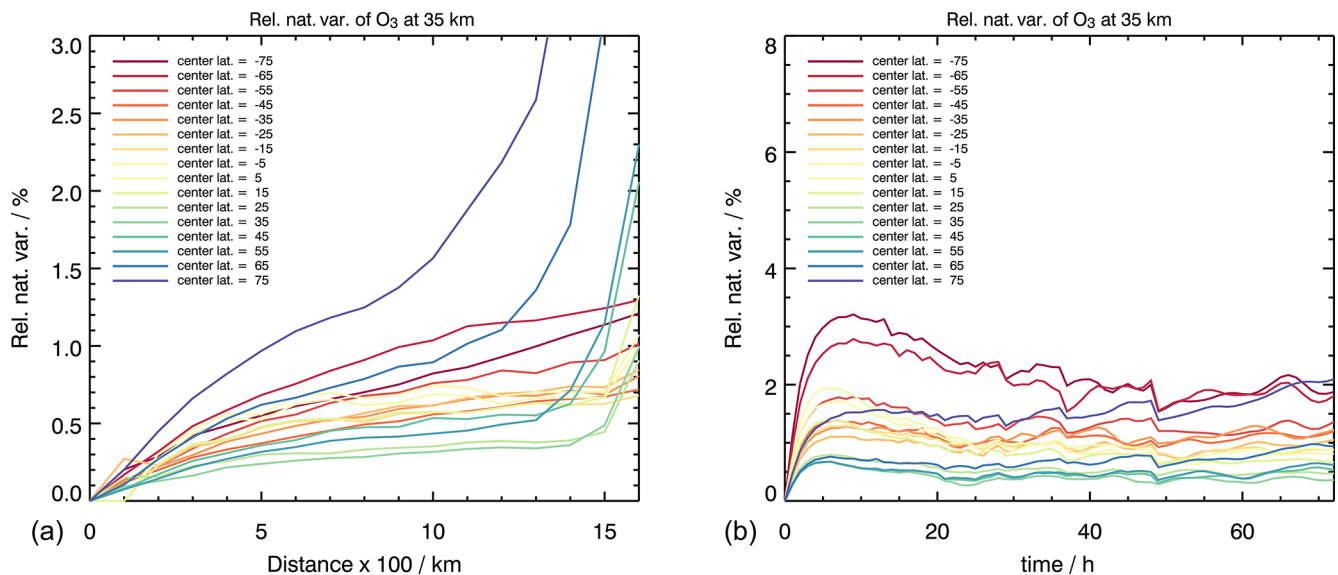 Rel. nat. var. of O₃ at 35 km
3.0
2.5
2.0
1.5
1.0
0.5
0.0
Rel. nat. var. / %
center lat. = -75
center lat. = -65
center lat. = -55
center lat. = -45
center lat. = -35
center lat. = -25
center lat. = -15
center lat. = -5
center lat. = 5
center lat. = 15
center lat. = 25
center lat. = 35
center lat. = 45
center lat. = 55
center lat. = 65
center lat. = 75
0 5 10 15
Distance x 100 / km
(a)
Rel. nat. var. of O₃ at 35 km
8
6
4
2
0
Rel. nat. var. / %
center lat. = -75
center lat. = -65
center lat. = -55
center lat. = -45
center lat. = -35
center lat. = -25
center lat. = -15
center lat. = -5
center lat. = 5
center lat. = 15
center lat. = 25
center lat. = 35
center lat. = 45
center lat. = 55
center lat. = 65
center lat. = 75
0 20 40 60
time / h
(b)